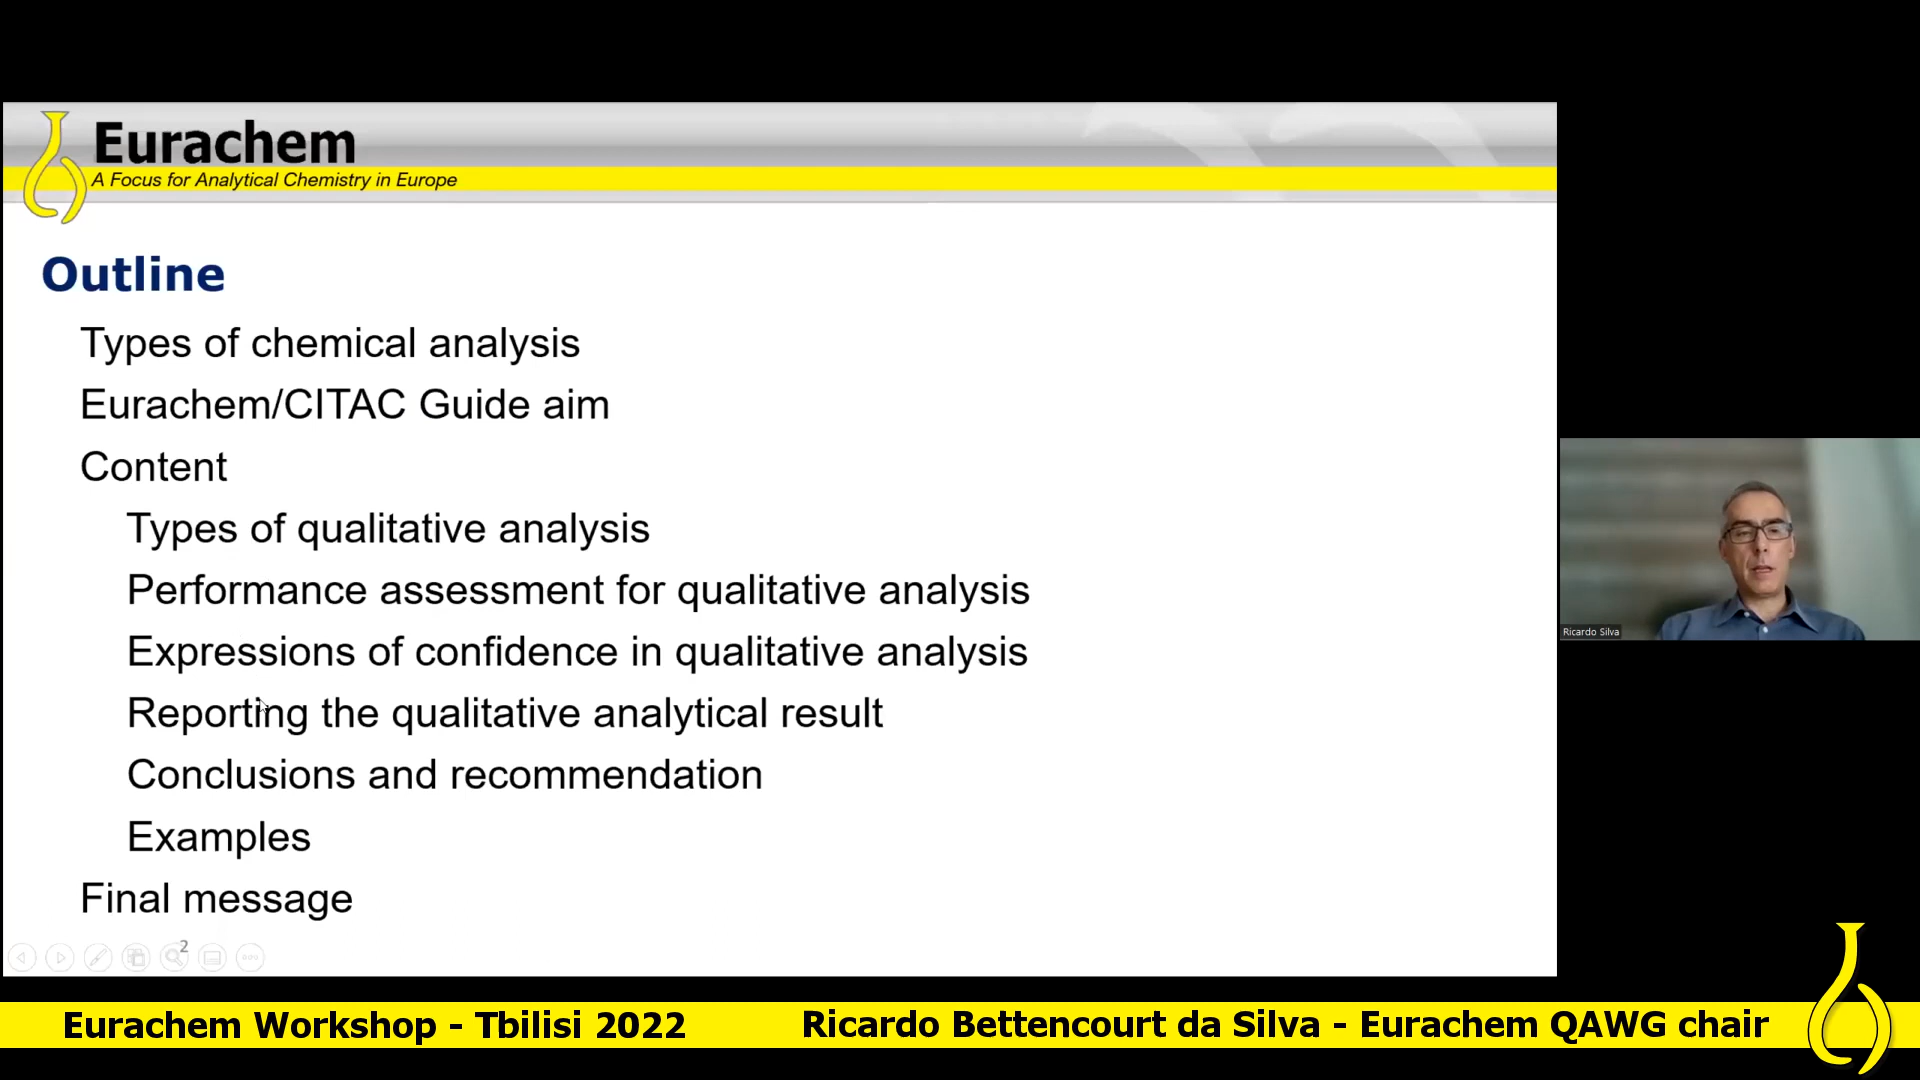 Eurachem
A Focus for Analytical Chemistry in Europe
Outline
Types of chemical analysis
Eurachem/CITAC Guide aim
Content
Types of qualitative analysis
Performance assessment for qualitative analysis
Expressions of confidence in qualitative analysis
Reporting the qualitative analytical result
Conclusions and recommendation
Examples
Final message
2
Ricardo Silva
Eurachem Workshop - Tbilisi 2022
Ricardo Bettencourt da Silva - Eurachem QAWG chair